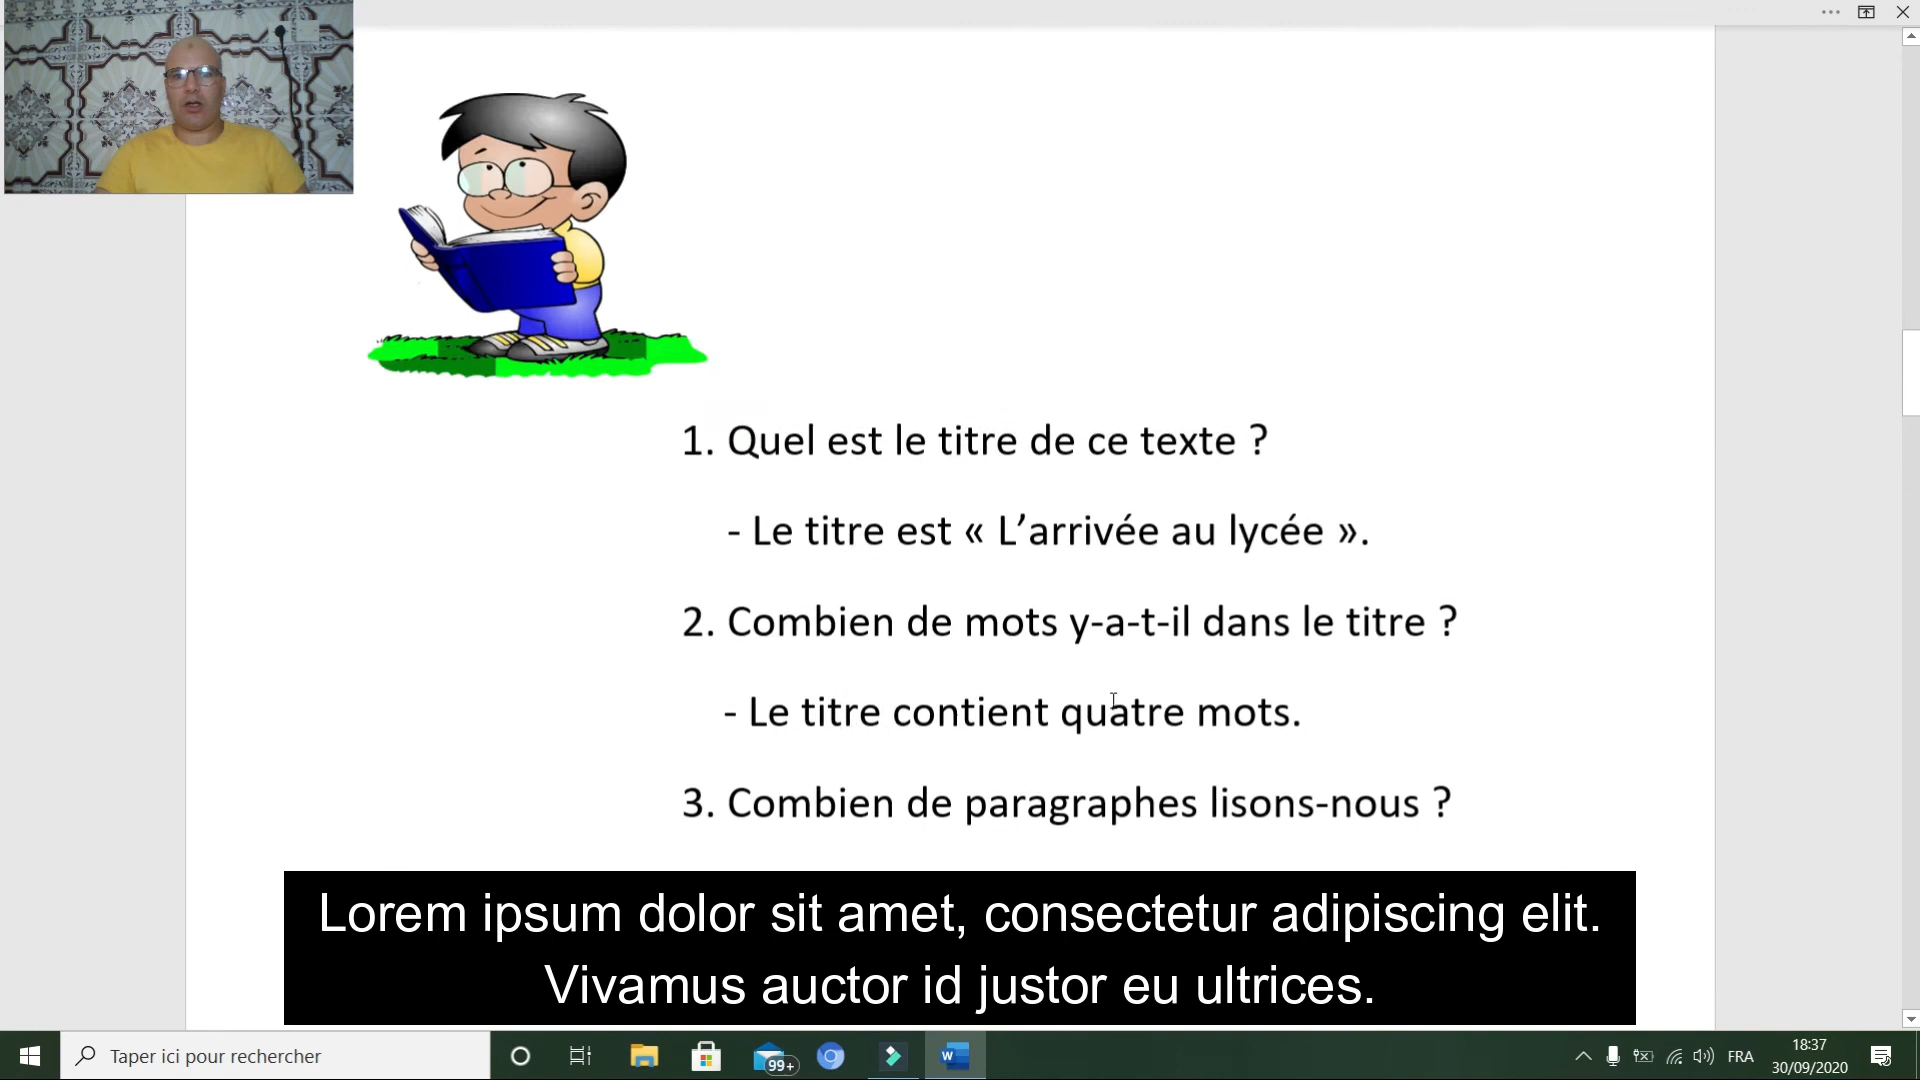 1. Quel est le titre de ce texte ?
- Le titre est « L’arrivée au lycée ».
2. Combien de mots y-a-t-il dans le titre ?
- Le titre contient quatre mots.
3. Combien de paragraphes lisons-nous ?
Lorem ipsum dolor sit amet, consectetur adipiscing elit.
Vivamus auctor id justor eu ultrices.
Taper ici pour rechercher
99+
W
FRA
18:37
30/09/2020